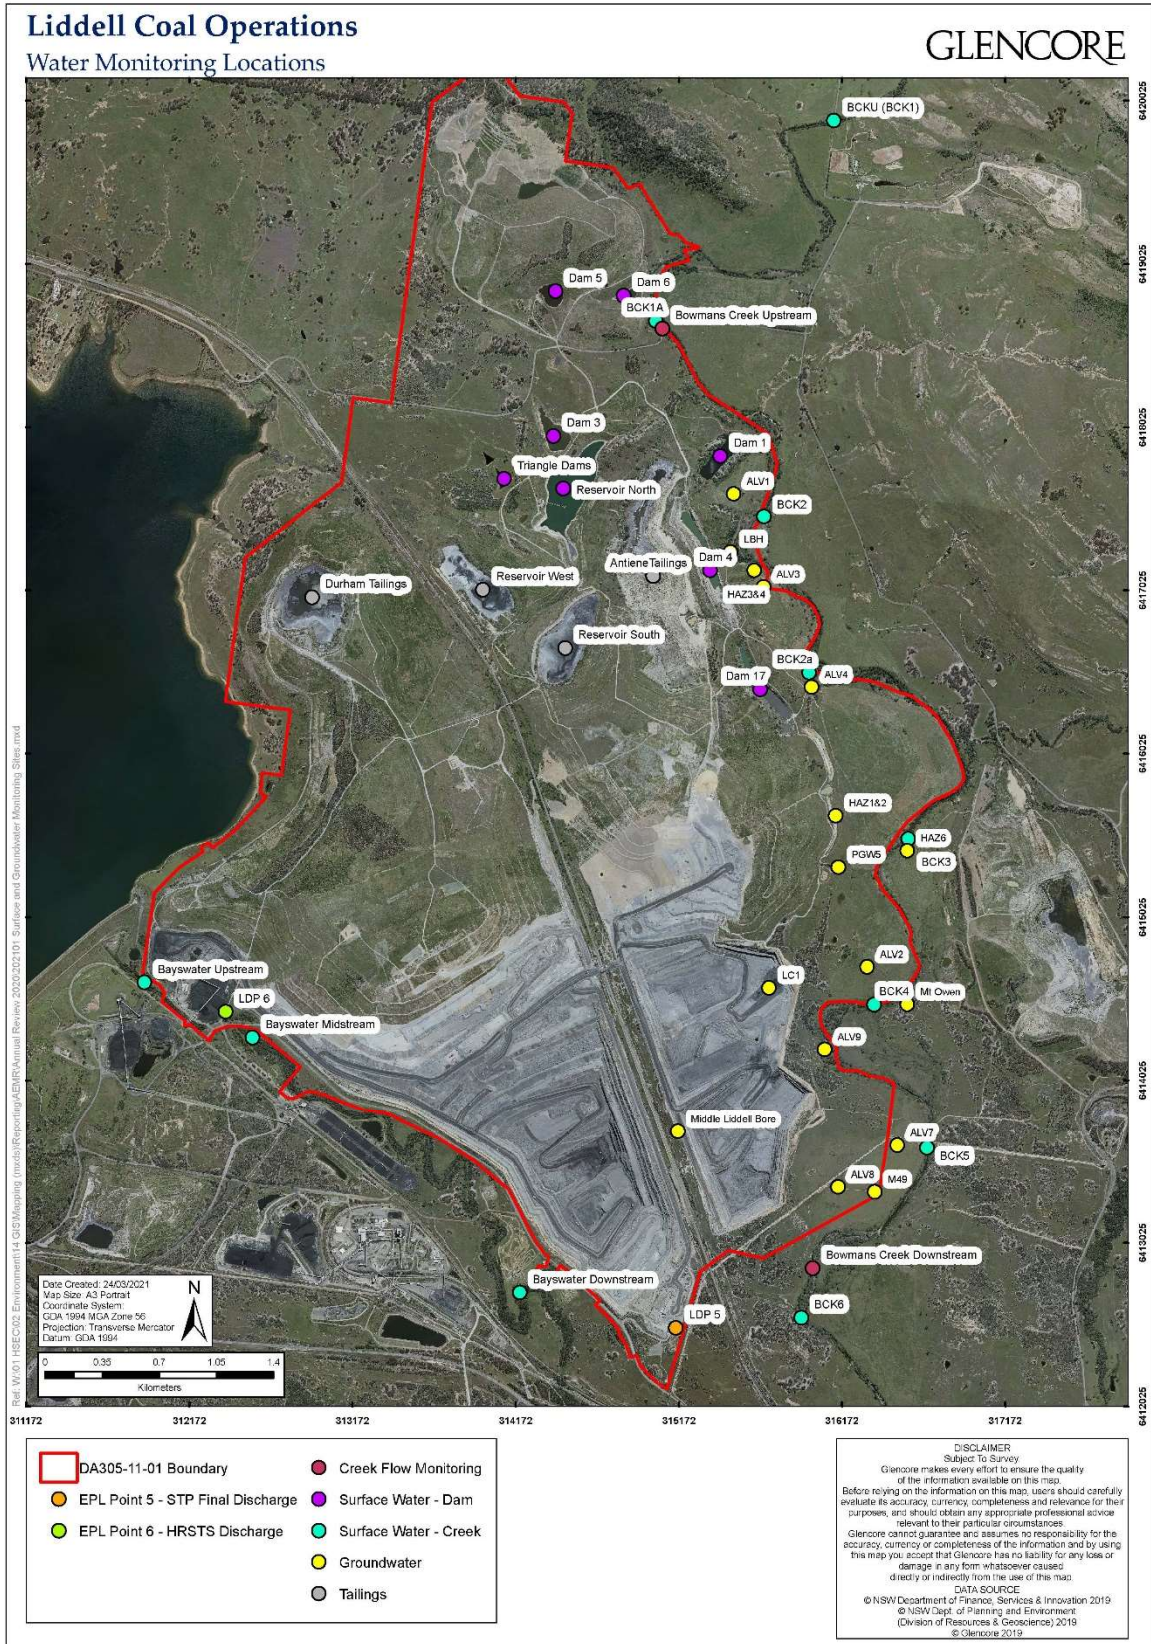 Liddell Coal Operations
Water Monitoring Locations
GLENCORE
BCKU (BCK1)
Dam 5
Dam 6
BCK1A
Bowmans Creek Upstream
Dam 3
Dam 1
Triangle Dams
Reservoir North
ALV1
BCK2
LBH
Dam 4
Antiene Tailings
ALV3
HAZ3&4
Durham Tailings
Reservoir West
Reservoir South
BCK2a
ALV4
Dam 17
HAZ1&2
HAZ6
BCK3
PGW5
ALV2
Bayswater Upstream
LC1
LDP 6
BCK4
Mt Owen
Bayswater Midstream
ALV9
Middle Liddell Bore
ALV7
BCK5
ALV8
M49
Bowmans Creek Downstream
Bayswater Downstream
LDP 5
BCK6
6420025
6419025
6418025
6417025
6416025
6415025
6414025
6413025
6412025
311172
312172
313172
314172
315172
316172
317172
Date Created: 24/03/2021
Map Size: A3 Portrait
Coordinate System:
GDA 1994 MGA Zone 56
Projection: Transverse Mercator
Datum: GDA 1994
N
0 0.35 0.7 1.05 1.4
Kilometers
DA305-11-01 Boundary
EPL Point 5 - STP Final Discharge
EPL Point 6 - HRSTS Discharge
Creek Flow Monitoring
Surface Water - Dam
Surface Water - Creek
Groundwater
Tailings
DISCLAIMER
Subject To Survey
Glencore makes every effort to ensure the quality
of the information available on this map.
Before relying on the information on this map, users should carefully
evaluate its accuracy, currency, completeness and relevance for their
purposes, and should obtain any appropriate professional advice
relevant to their particular circumstances.
Glencore cannot guarantee and assumes no responsibility for the
accuracy, currency or completeness of the information and by using
this map you accept that Glencore has no liability for any loss or
damage in any form whatsoever caused
directly or indirectly from the use of this map.
DATA SOURCE
© NSW Department of Finance, Services & Innovation 2019
© NSW Dept. of Planning and Environment
(Division of Resources & Geoscience) 2019
© Glencore 2019